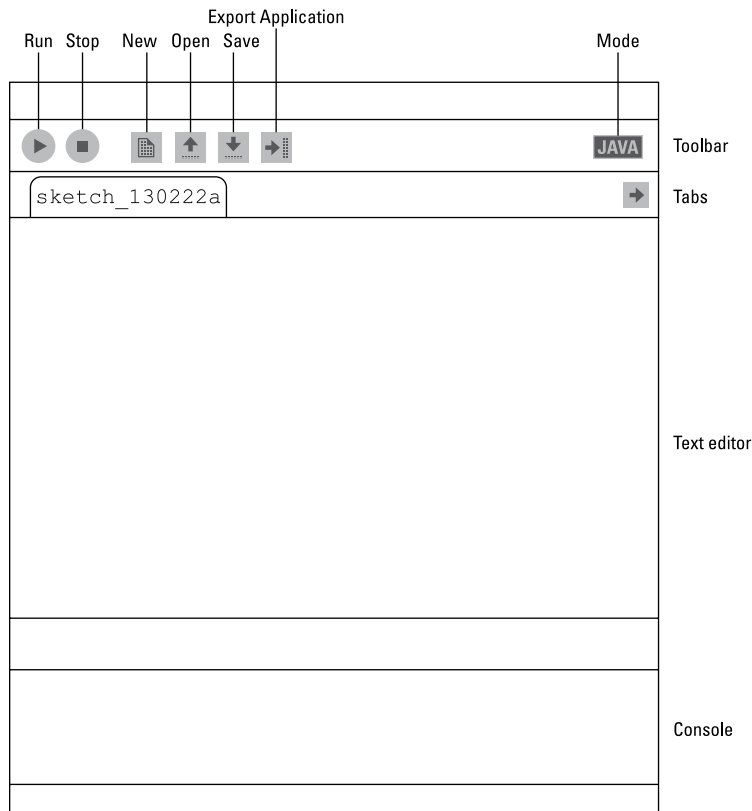 Export Application
Run Stop New Open Save Mode
JAVA Toolbar
sketch_130222a Tabs
Text editor
Console